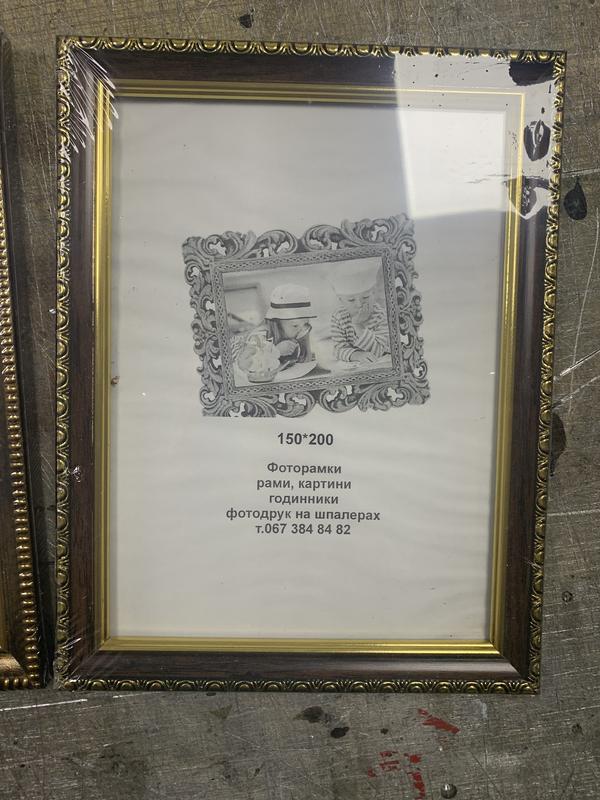 150*200
Фоторамки
рами, картини
годинники
фотодрук на шпалерах
т.067 384 84 82